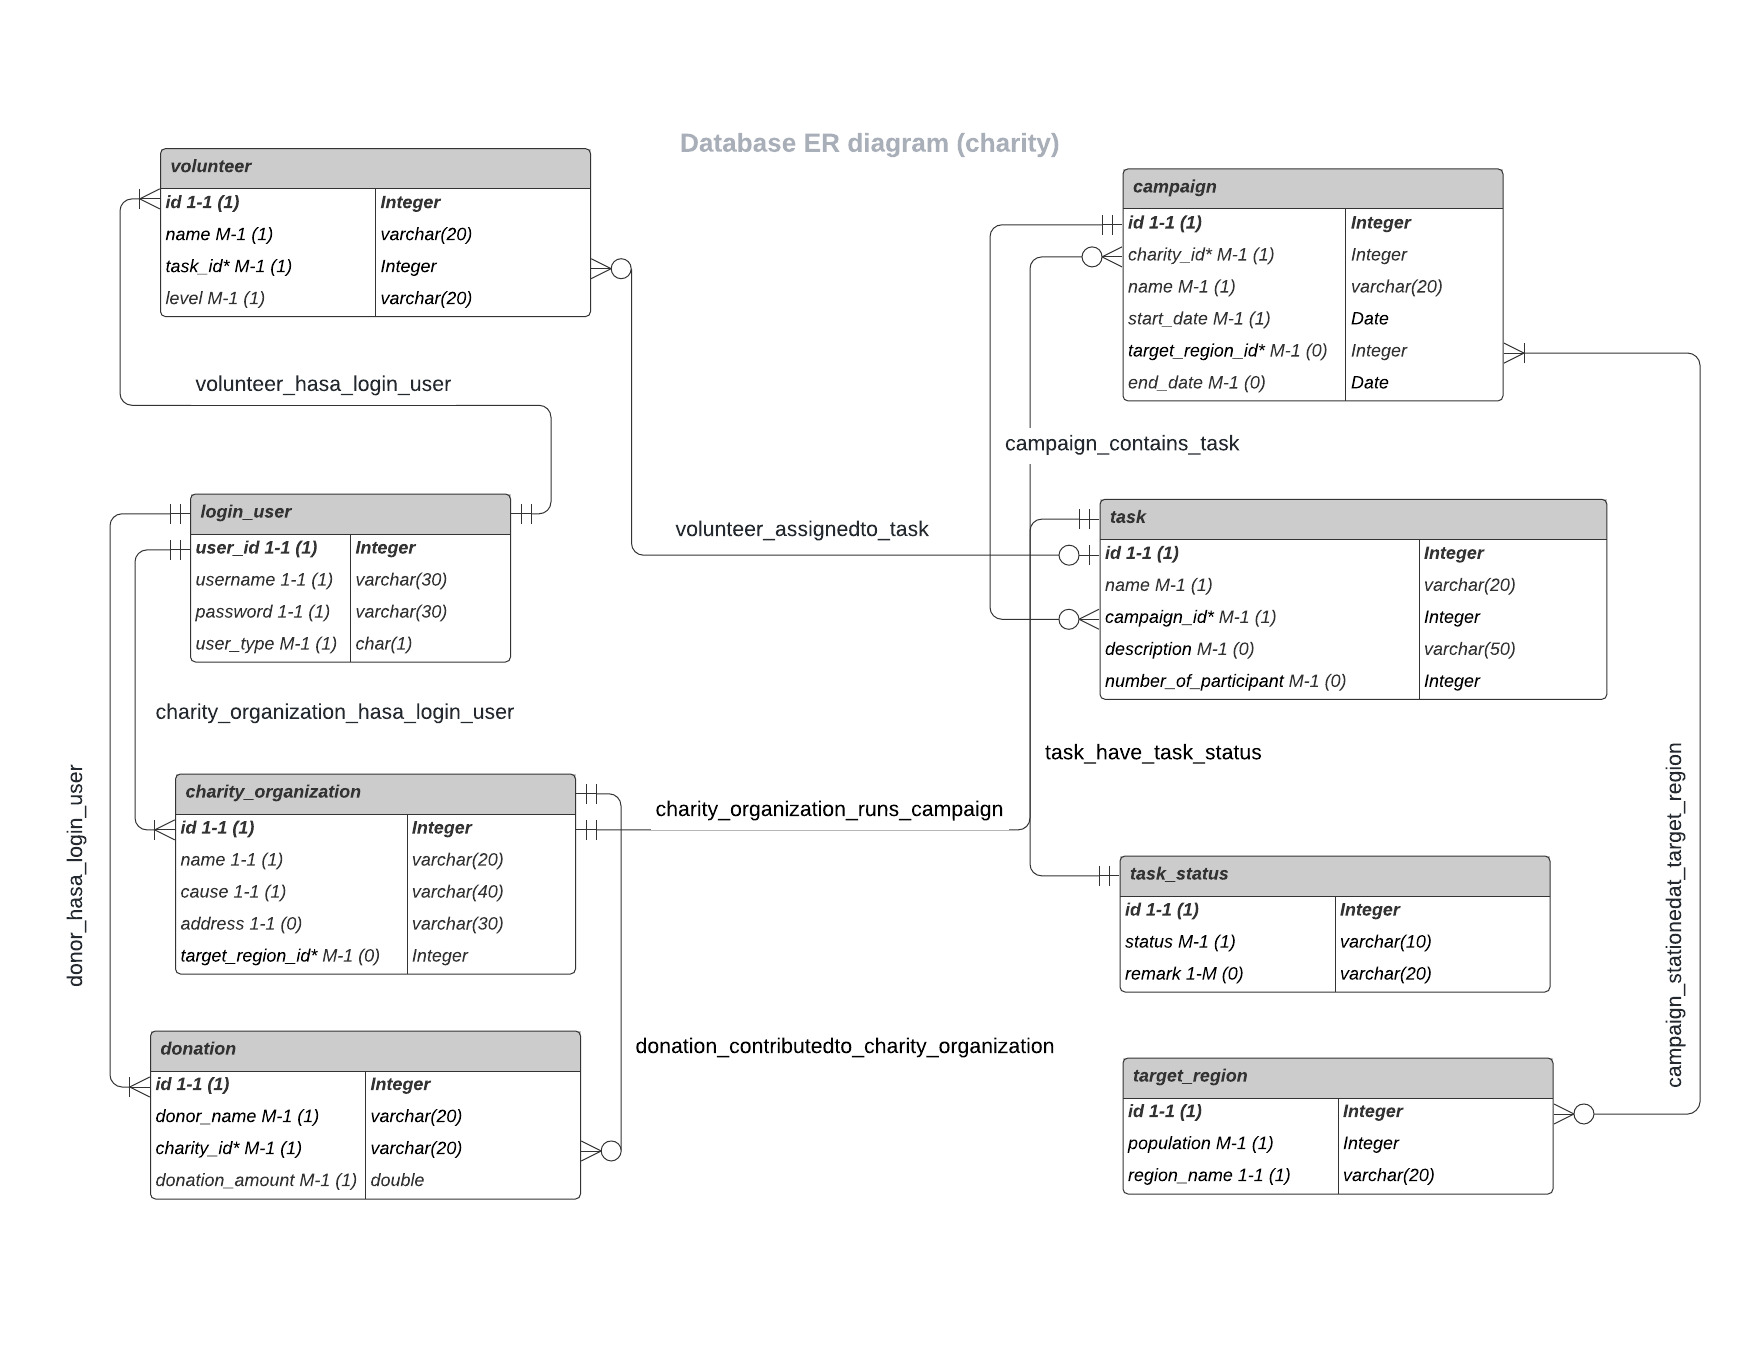 Database ER diagram (charity)
volunteer
id 1-1 (1) Integer
name M-1 (1) varchar(20)
task_id* M-1 (1) Integer
level M-1 (1) varchar(20)
volunteer_hasa_login_user
login_user
user_id 1-1 (1) Integer
username 1-1 (1) varchar(30)
password 1-1 (1) varchar(30)
user_type M-1 (1) char(1)
charity_organization_hasa_login_user
donor_hasa_login_user
charity_organization
id 1-1 (1) Integer
name 1-1 (1) varchar(20)
cause 1-1 (1) varchar(40)
address 1-1 (0) varchar(30)
target_region_id* M-1 (0) Integer
donation
id 1-1 (1) Integer
donor_name M-1 (1) varchar(20)
charity_id* M-1 (1) varchar(20)
donation_amount M-1 (1) double
volunteer_assignedto_task
charity_organization_runs_campaign
donation_contributedto_charity_organization
campaign
id 1-1 (1) Integer
charity_id* M-1 (1) Integer
name M-1 (1) varchar(20)
start_date M-1 (1) Date
target_region_id* M-1 (0) Integer
end_date M-1 (0) Date
campaign_contains_task
task
id 1-1 (1) Integer
name M-1 (1) varchar(20)
campaign_id* M-1 (1) Integer
description M-1 (0) varchar(50)
number_of_participant M-1 (0) Integer
task_have_task_status
task_status
id 1-1 (1) Integer
status M-1 (1) varchar(10)
remark 1-M (0) varchar(20)
target_region
id 1-1 (1) Integer
population M-1 (1) Integer
region_name 1-1 (1) varchar(20)
campaign_stationedat_target_region